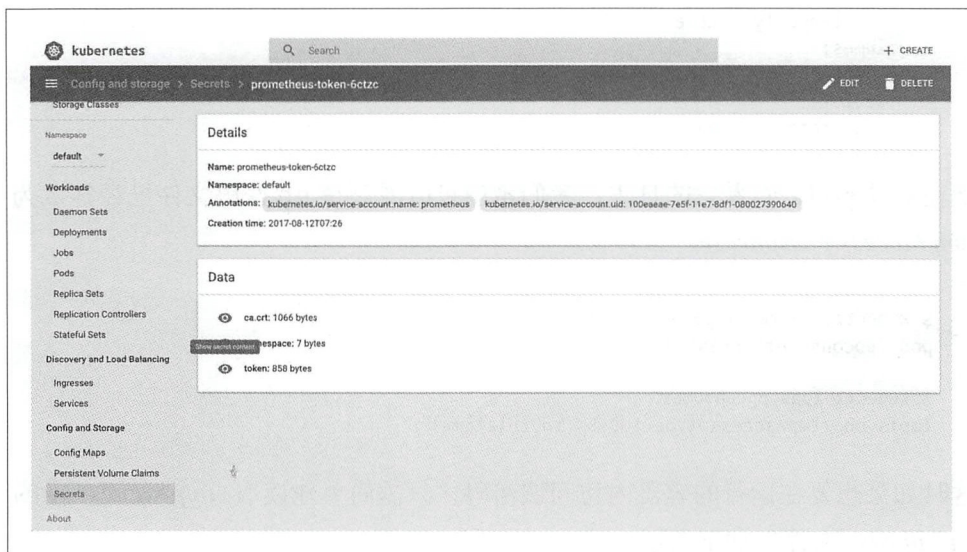 kubernetes
Search
+ CREATE
Config and storage > Secrets > prometheus-token-6ctzc
EDIT
DELETE
Storage Classes
Namespace
default
Workloads
Daemon Sets
Deployments
Jobs
Pods
Replica Sets
Replication Controllers
Stateful Sets
Discovery and Load Balancing
Ingresses
Services
Config and Storage
Config Maps
Persistent Volume Claims
Secrets
About
Details
Name: prometheus-token-6ctzc
Namespace: default
Annotations: kubernetes.io/service-account.name: prometheus kubernetes.io/service-account.uid: 100eaeae-7e5f-11e7-8df1-080027390640
Creation time: 2017-08-12T07:26
Data
ca.crt: 1066 bytes
Show secret content
espace: 7 bytes
token: 858 bytes